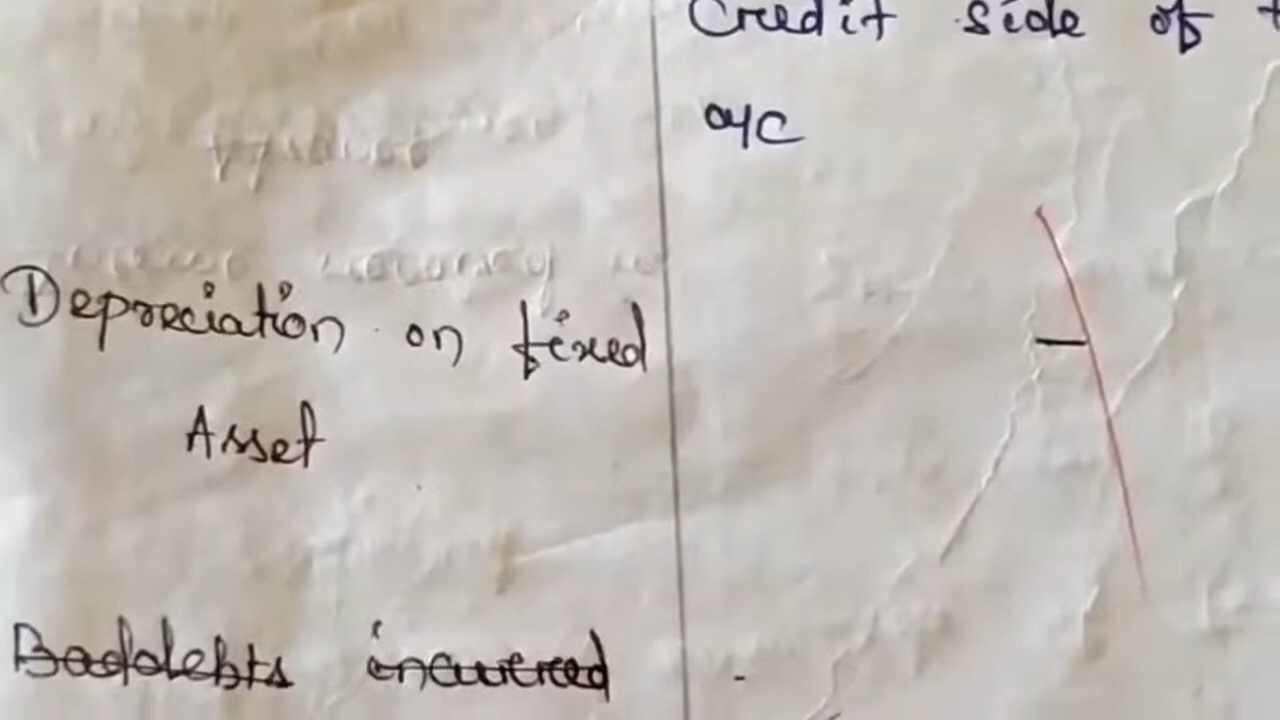 Credit side of
a/c
Depreciation on fixed
Asset
Baddebts incurred